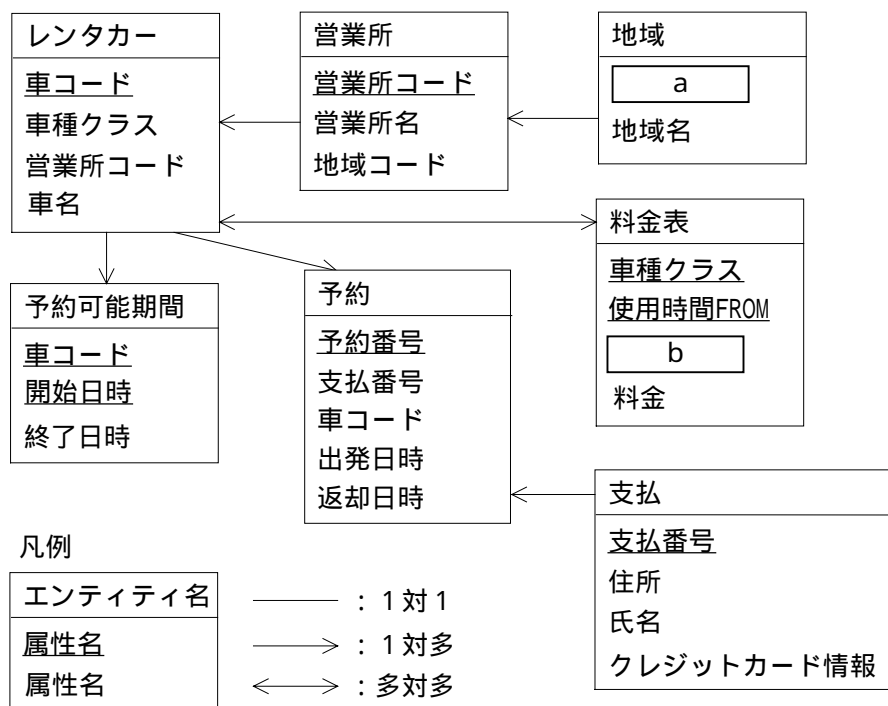 レンタカー
車コード
車種クラス
営業所コード
車名
営業所
営業所コード
営業所名
地域コード
地域
a
地域名
料金表
車種クラス
使用時間FROM
b
料金
予約可能期間
車コード
開始日時
終了日時
予約
予約番号
支払番号
車コード
出発日時
返却日時
支払
支払番号
住所
氏名
クレジットカード情報
凡例
エンティティ名
属性名
属性名
：1対1
：1対多
：多対多